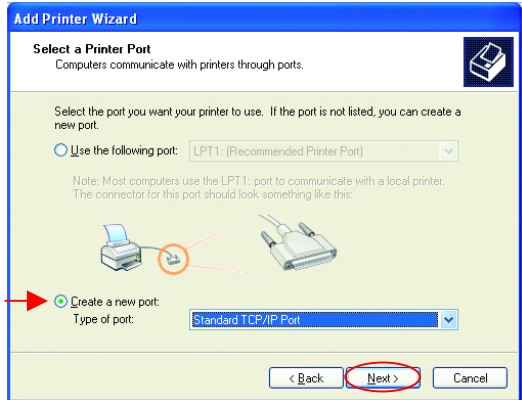 Add Printer Wizard
Select a Printer Port
Computers communicate with printers through ports.
Select the port you want your printer to use. If the port is not listed, you can create a
new port.
Use the following port: LPT1: (Recommended Printer Port)
Note: Most computers use the LPT1: port to communicate with a local printer.
The connector for this port should look something like this:
Create a new port:
Type of port: Standard TCP/IP Port
< Back Next > Cancel